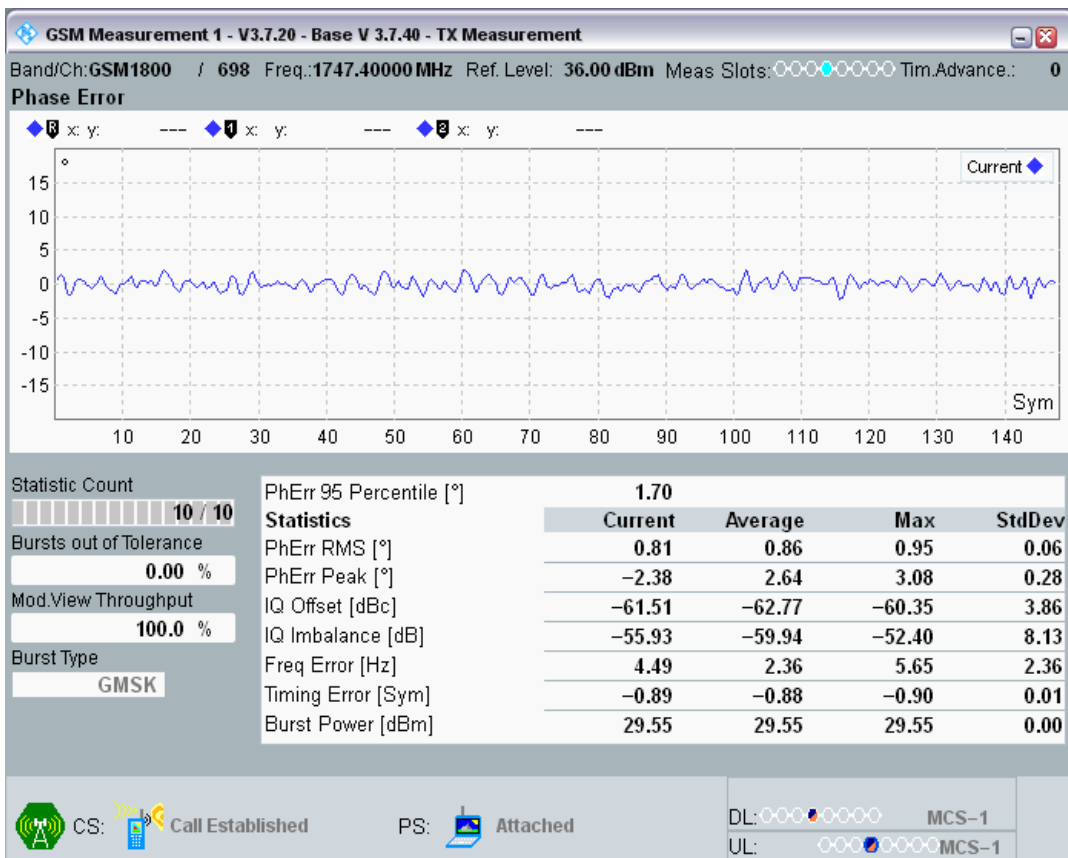 GSM Measurement 1 - V3.7.20 - Base V 3.7.40 - TX Measurement
Band/Ch:GSM1800 / 698 Freq.:1747.40000 MHz Ref. Level: 36.00 dBm Meas Slots: Tim.Advance.: 0
Phase Error
R x: y: --- 1 x: y: --- 2 x: y: ---
°
Current
15
10
5
0
-5
-10
-15
Sym
10 20 30 40 50 60 70 80 90 100 110 120 130 140
Statistic Count
10 / 10
Bursts out of Tolerance
0.00 %
Mod.View Throughput
100.0 %
Burst Type
GMSK
PhErr 95 Percentile [°] 1.70
Statistics Current Average Max StdDev
PhErr RMS [°] 0.81 0.86 0.95 0.06
PhErr Peak [°] −2.38 2.64 3.08 0.28
IQ Offset [dBc] −61.51 −62.77 −60.35 3.86
IQ Imbalance [dB] −55.93 −59.94 −52.40 8.13
Freq Error [Hz] 4.49 2.36 5.65 2.36
Timing Error [Sym] −0.89 −0.88 −0.90 0.01
Burst Power [dBm] 29.55 29.55 29.55 0.00
CS: Call Established PS: Attached
DL: MCS−1
UL: MCS−1